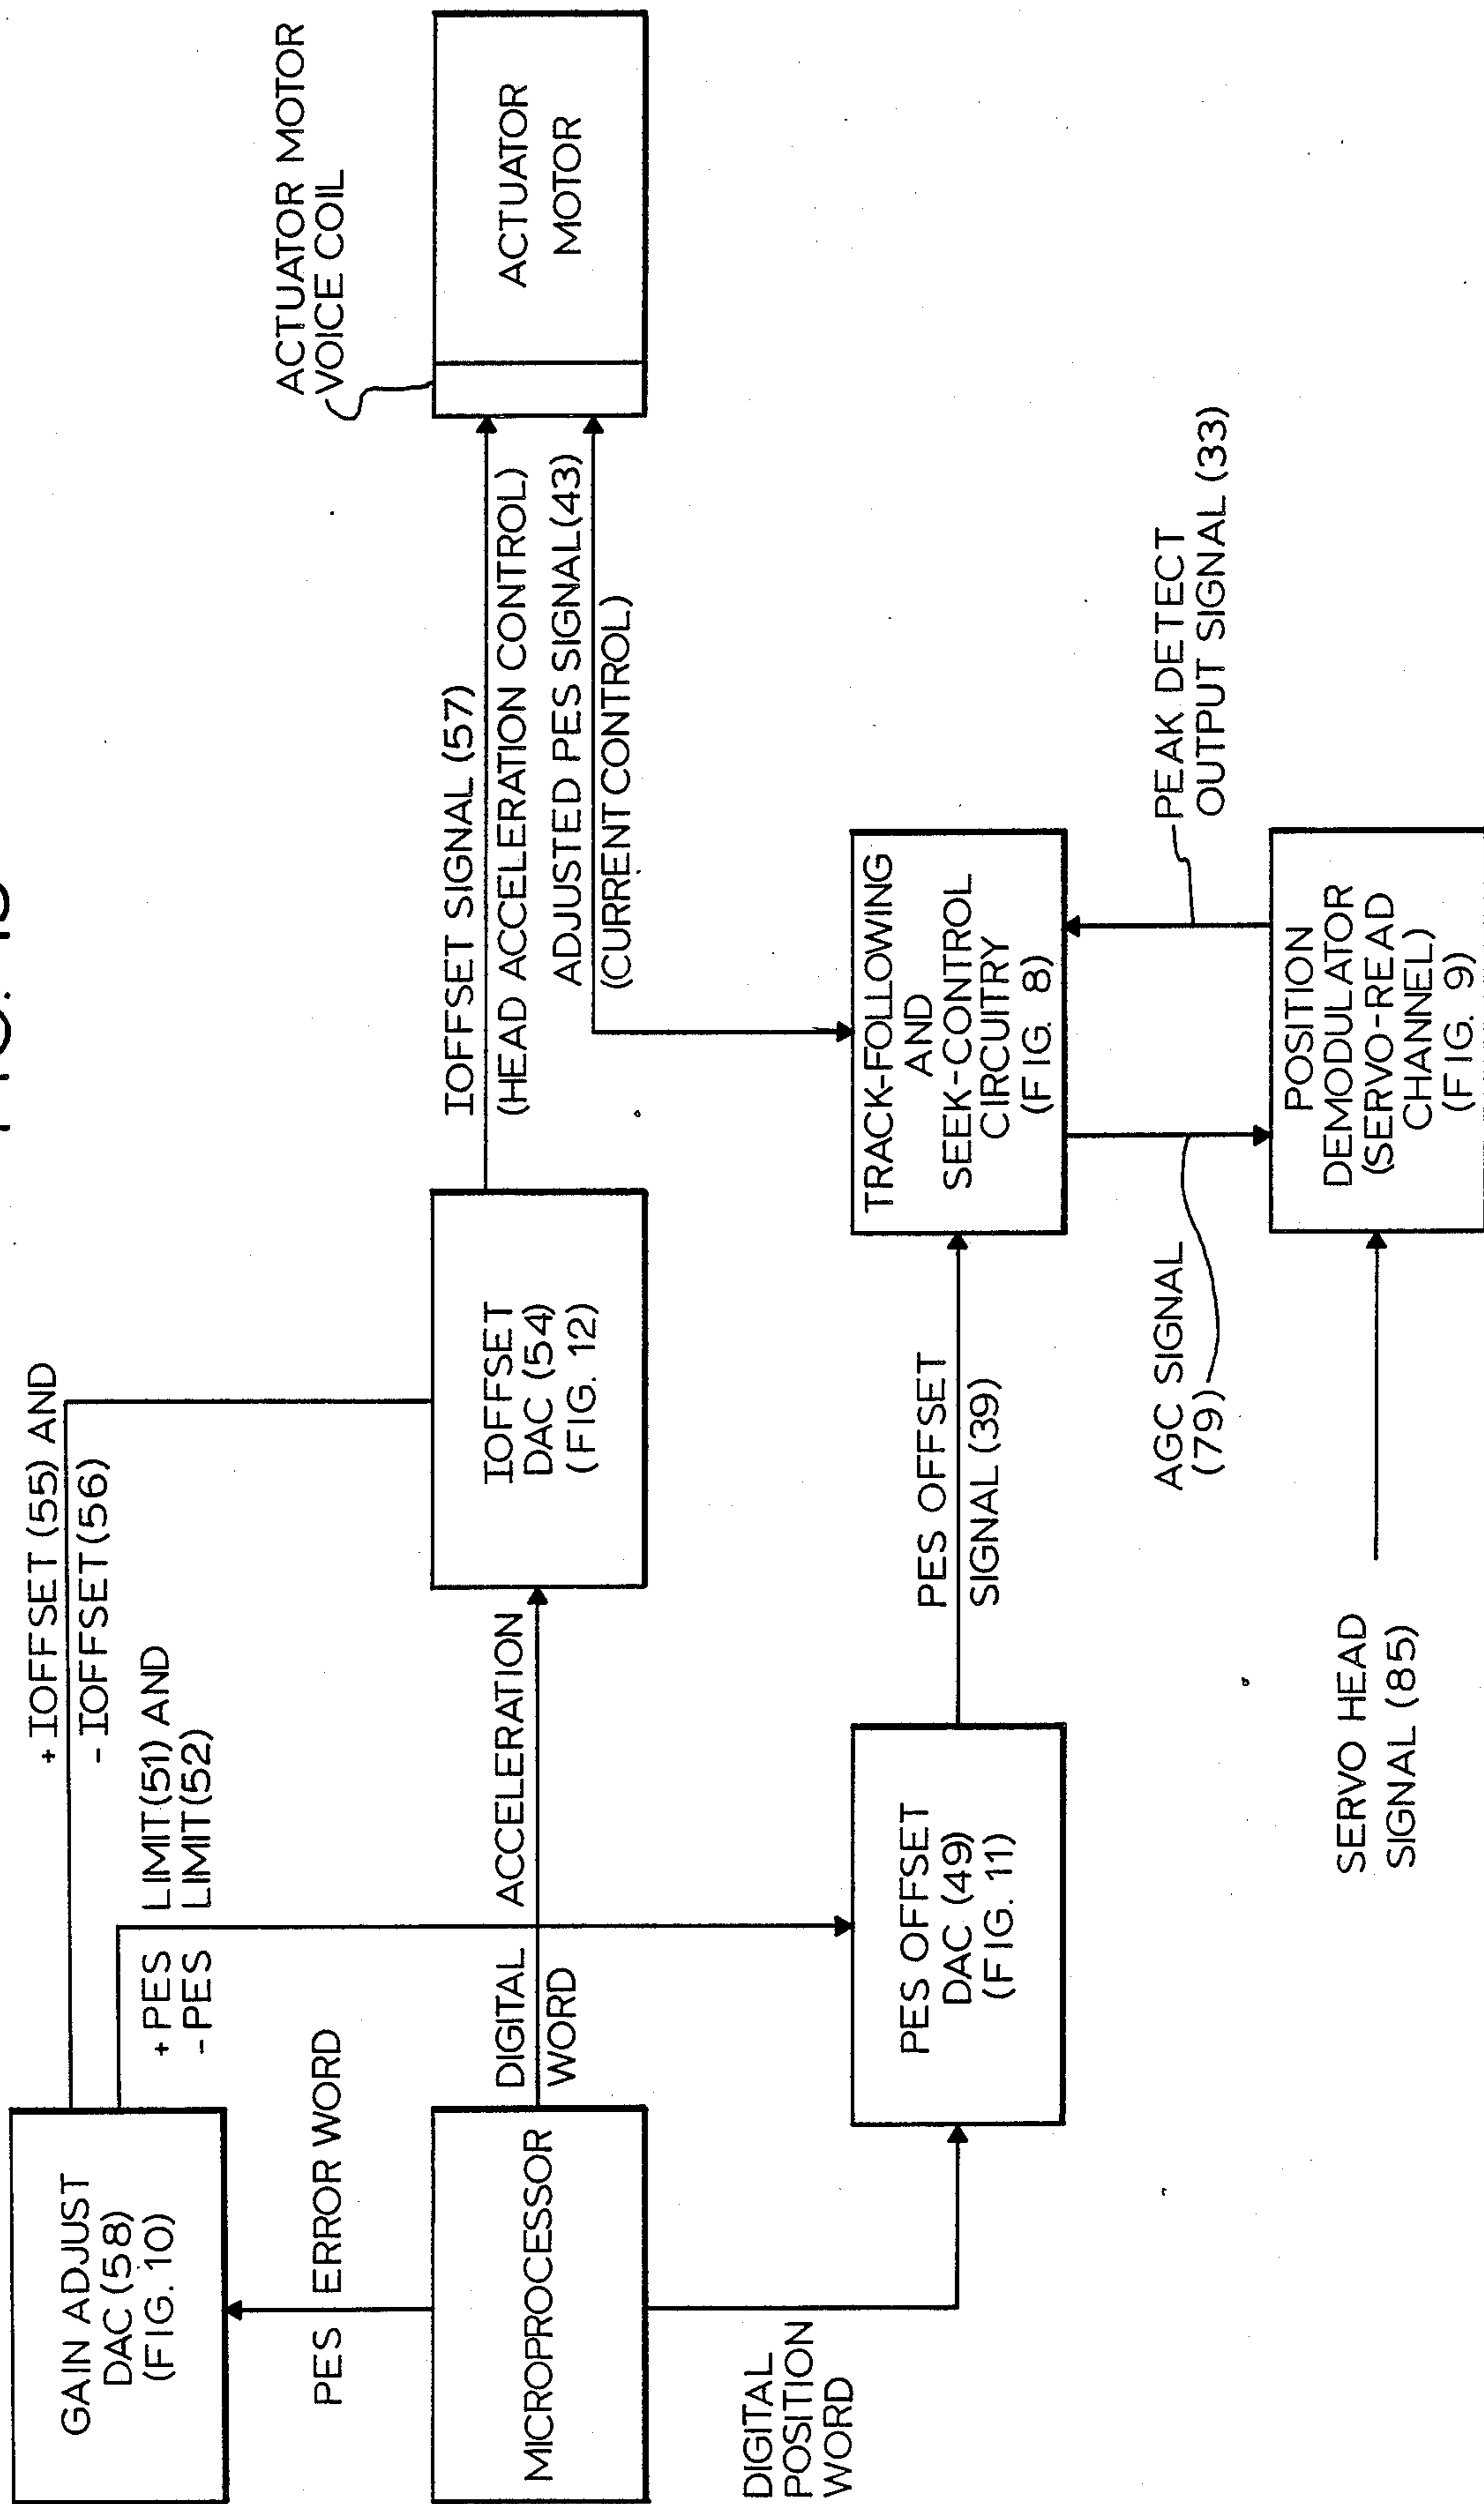 GAIN ADJUST
DAC (58)
(FIG. 10)
+ IOFFSET (55) AND
- IOFFSET (56)
+ PES LIMIT (51) AND
- PES LIMIT (52)
PES ERROR WORD
MICROPROCESSOR
DIGITAL ACCELERATION
WORD
IOFFSET
DAC (54)
(FIG. 12)
IOFFSET SIGNAL (57)
(HEAD ACCELERATION CONTROL)
ADJUSTED PES SIGNAL (43)
(CURRENT CONTROL)
ACTUATOR MOTOR
VOICE COIL
ACTUATOR
MOTOR
DIGITAL
POSITION
WORD
PES OFFSET
DAC (49)
(FIG. 11)
PES OFFSET
SIGNAL (39)
TRACK-FOLLOWING
AND
SEEK-CONTROL
CIRCUITRY
(FIG. 8)
AGC SIGNAL
(79)
PEAK DETECT
OUTPUT SIGNAL (33)
SERVO HEAD
SIGNAL (85)
POSITION
DEMODULATOR
(SERVO-READ
CHANNEL)
(FIG. 9)